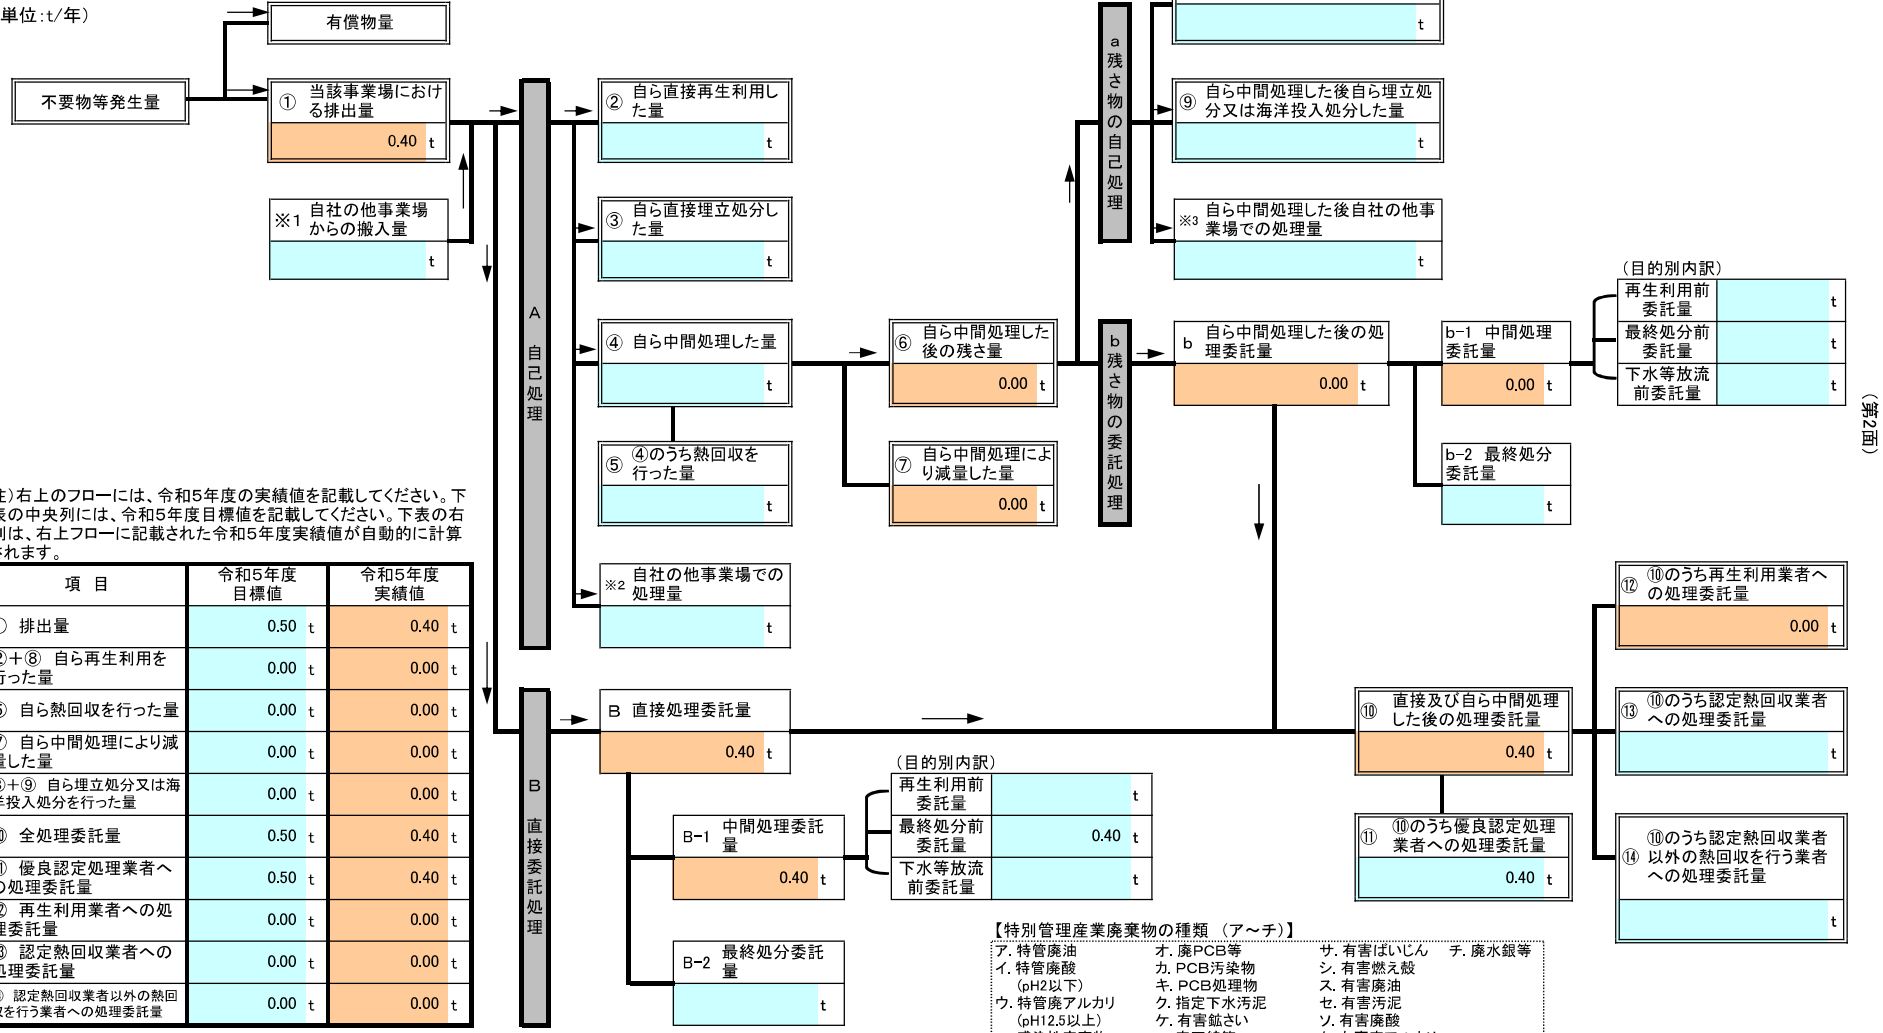 単位:t/年)
有償物量
不要物等発生量
① 当該事業場におけ
る排出量
0.40 t
※1 自社の他事業場
からの搬入量
t
A 自己処理
② 自ら直接再生利用し
た量
t
③ 自ら直接埋立処分し
た量
t
④ 自ら中間処理した量
t
⑤ ④のうち熱回収を
行った量
t
※2 自社の他事業場での
処理量
t
⑥ 自ら中間処理した
後の残さ量
0.00 t
⑦ 自ら中間処理によ
り減量した量
0.00 t
a残さ物の自己処理
t
⑨ 自ら中間処理した後自ら埋立処
分又は海洋投入処分した量
t
※3 自ら中間処理した後自社の他事
業場での処理量
t
b残さ物の委託処理
b 自ら中間処理した後の処
理委託量
0.00 t
b-1 中間処理
委託量
0.00 t
b-2 最終処分
委託量
t
(目的別内訳)
再生利用前
委託量 t
最終処分前
委託量 t
下水等放流
前委託量 t
(第2面)
注)右上のフローには、令和5年度の実績値を記載してください。下
表の中央列には、令和5年度目標値を記載してください。下表の右
列は、右上フローに記載された令和5年度実績値が自動的に計算
されます。
項 目 令和5年度
目標値 令和5年度
実績値
排出量 0.50 t 0.40 t
②+⑧ 自ら再生利用を
行った量 0.00 t 0.00 t
⑤ 自ら熱回収を行った量 0.00 t 0.00 t
⑦ 自ら中間処理により減
量した量 0.00 t 0.00 t
③+⑨ 自ら埋立処分又は海
洋投入処分を行った量 0.00 t 0.00 t
⑩ 全処理委託量 0.50 t 0.40 t
⑪ 優良認定処理業者へ
の処理委託量 0.50 t 0.40 t
⑫ 再生利用業者への処
理委託量 0.00 t 0.00 t
⑬ 認定熱回収業者への
処理委託量 0.00 t 0.00 t
認定熱回収業者以外の熱回
収を行う業者への処理委託量 0.00 t 0.00 t
B 直接委託処理
B 直接処理委託量
0.40 t
B-1 中間処理委託
量
0.40 t
B-2 最終処分委託
量
t
(目的別内訳)
再生利用前
委託量 t
最終処分前
委託量 0.40 t
下水等放流
前委託量 t
⑩ 直接及び自ら中間処理
した後の処理委託量
0.40 t
⑪ ⑩のうち優良認定処理
業者への処理委託量
0.40 t
⑫ ⑩のうち再生利用業者へ
の処理委託量
0.00 t
⑬ ⑩のうち認定熱回収業者
への処理委託量
t
⑭ ⑩のうち認定熱回収業者
以外の熱回収を行う業者
への処理委託量
t
【特別管理産業廃棄物の種類 (ア~チ)】
ア. 特管廃油 オ. 廃PCB等 サ. 有害ばいじん チ. 廃水銀等
イ. 特管廃酸 カ. PCB汚染物 シ. 有害燃え殻
(pH2以下) キ. PCB処理物 ス. 有害廃油
ウ. 特管廃アルカリ ク. 指定下水汚泥 セ. 有害汚泥
(pH12.5以上) ケ. 有害鉱さい ソ. 有害廃酸